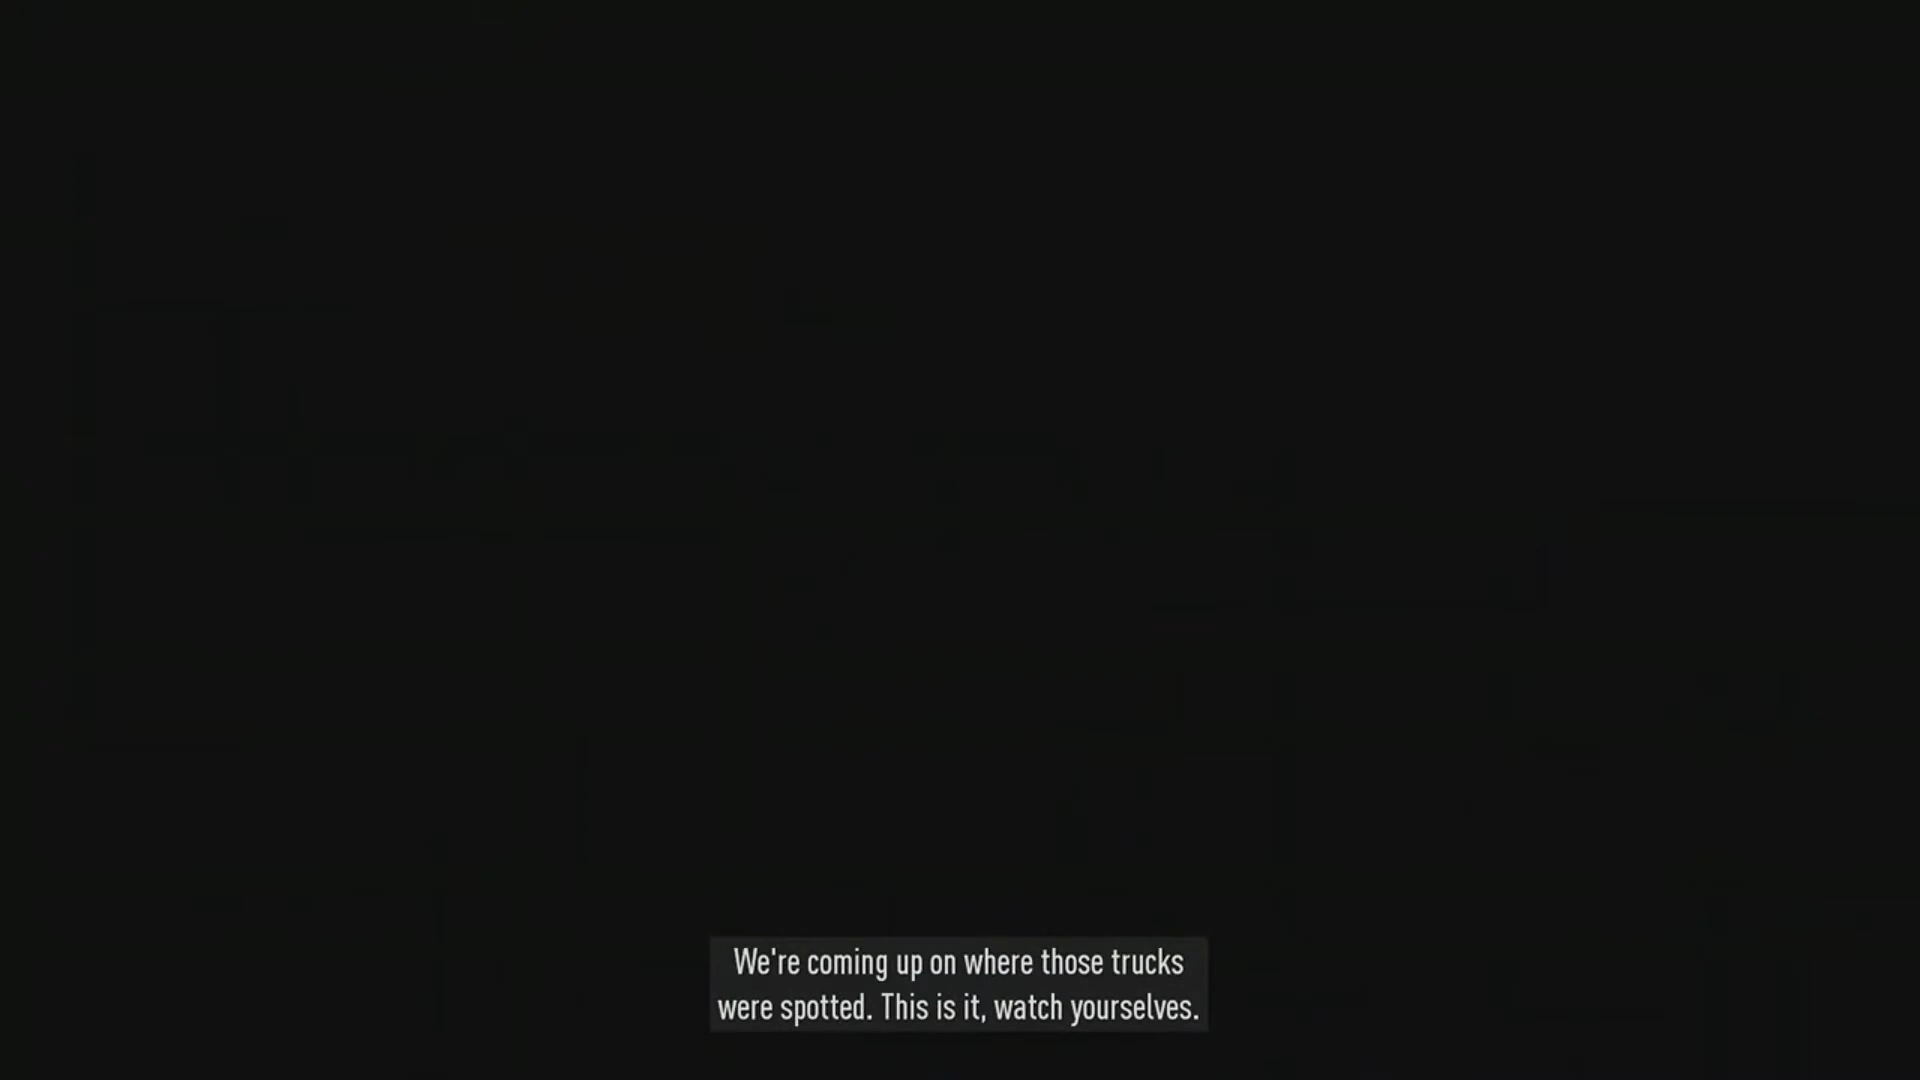 We're coming up on where those trucks
were spotted. This is it, watch yourselves.